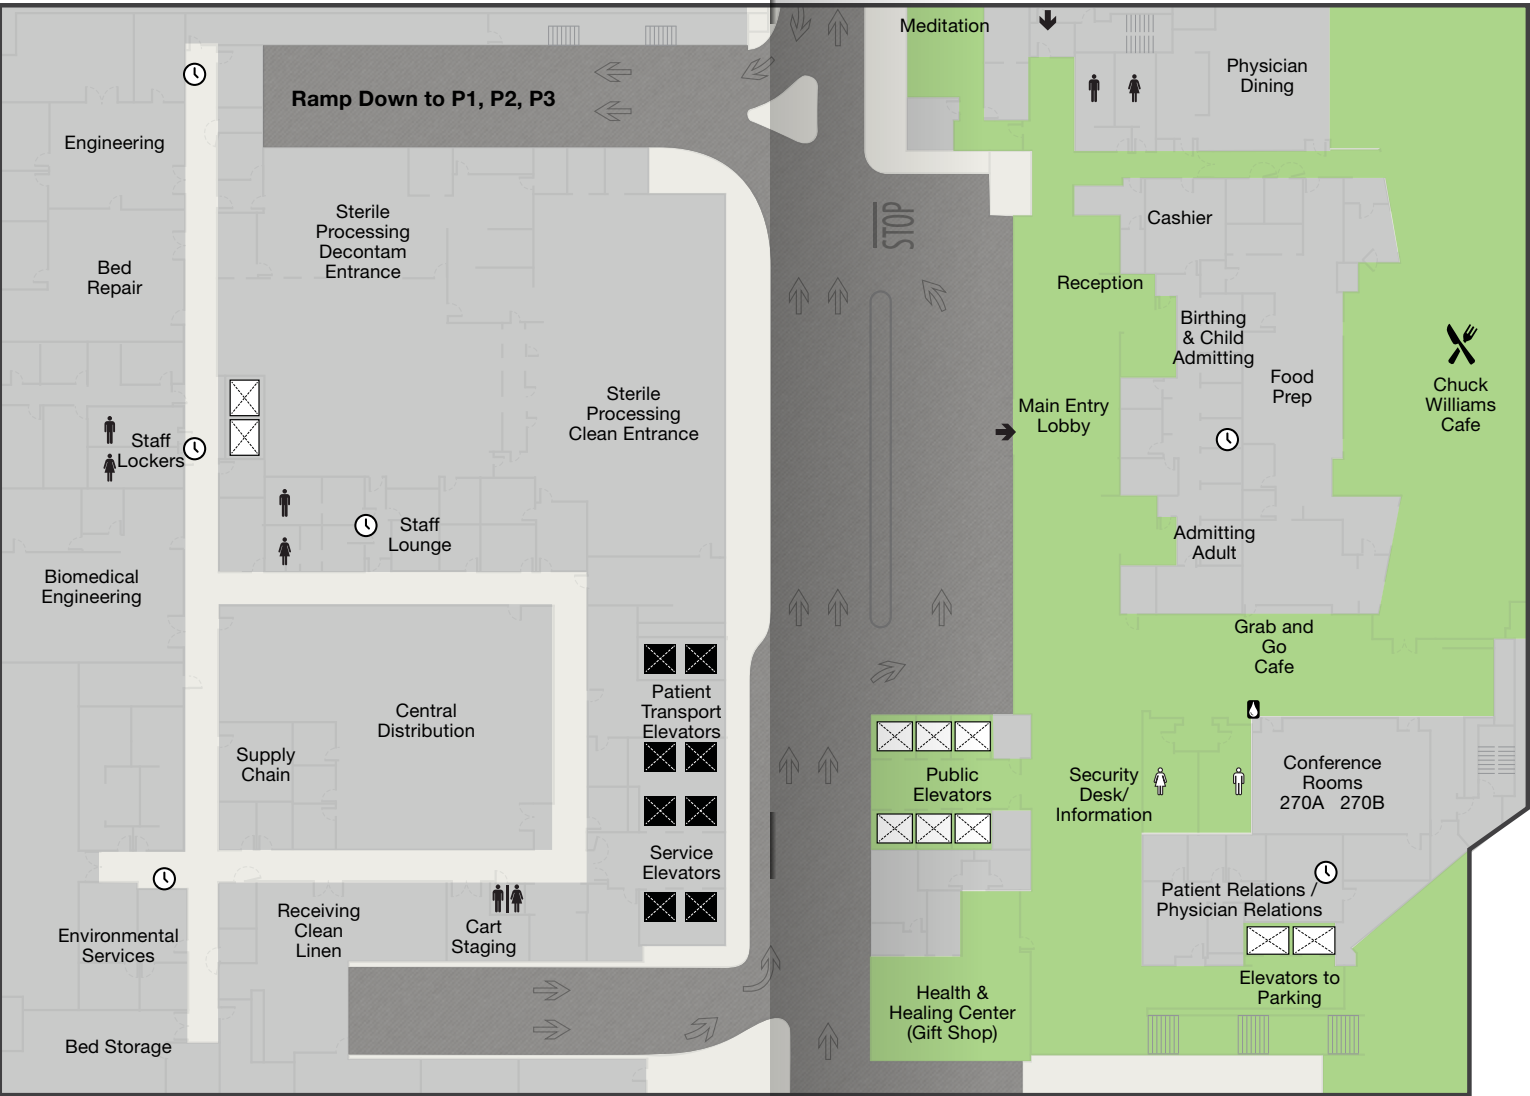 Meditation
Physician
Dining
Ramp Down to P1, P2, P3
Engineering
Sterile
Processing
Decontam
Entrance
STOP
Cashier
Bed
Repair
Reception
Birthing
& Child
Admitting
Food
Prep
Chuck
Williams
Cafe
Sterile
Processing
Clean Entrance
Main Entry
Lobby
Staff
Lockers
Staff
Lounge
Admitting
Adult
Biomedical
Engineering
Grab and
Go
Cafe
Patient
Transport
Elevators
Central
Distribution
Supply
Chain
Public
Elevators
Security
Desk/
Information
Conference
Rooms
270A 270B
Service
Elevators
Patient Relations /
Physician Relations
Receiving
Clean
Linen
Cart
Staging
Environmental
Services
Elevators to
Parking
Health &
Healing Center
(Gift Shop)
Bed Storage